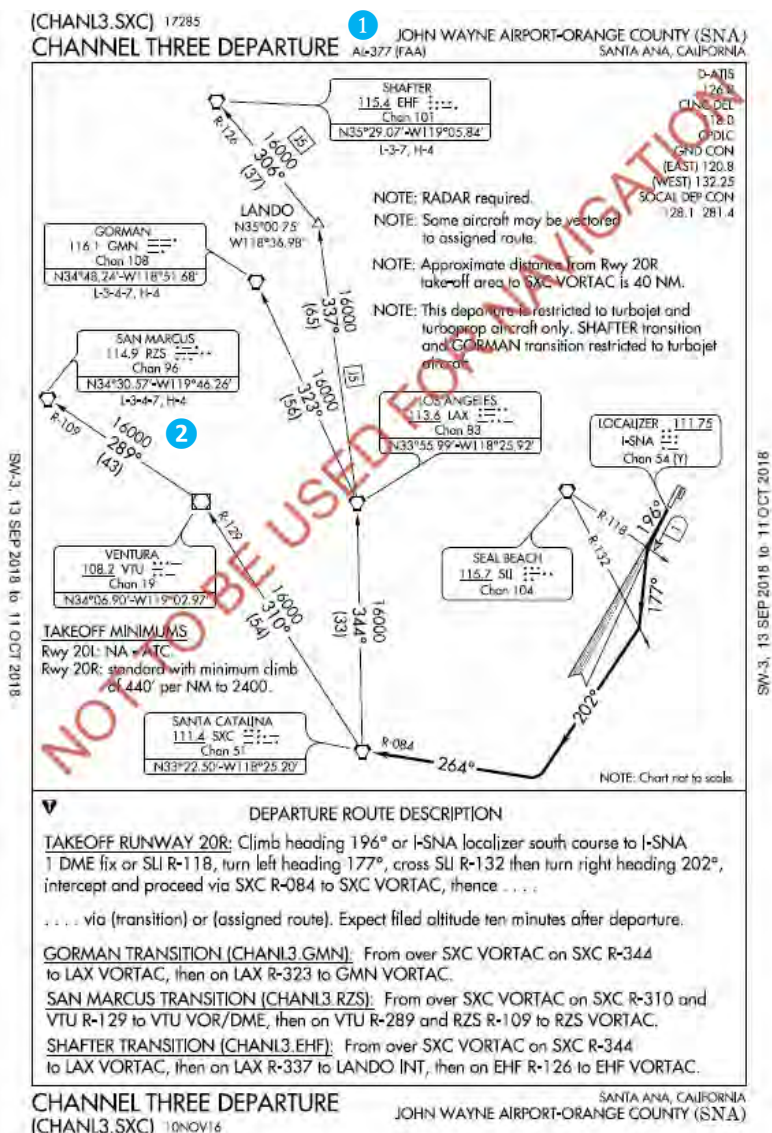 (CHANL3.SXC) 17285
CHANNEL THREE DEPARTURE
1
AL-377 (FAA)
JOHN WAYNE AIRPORT-ORANGE COUNTY (SNA)
SANTA ANA, CALIFORNIA
D-ATIS
CLNC DEL
118.0
CPDLC
GND CON
(EAST) 120.8
(WEST) 132.25
SOCAL DEP CON
128.1 281.4
SHAFTER
115.4 EHF
Chan 101
N35°29.07'-W119°05.84'
L-3-7, H-4
R-126
16000
306°
(37)
J5
LANDO
N35°00.75'
W118°36.98'
NOTE: RADAR required.
NOTE: Some aircraft may be vectored
to assigned route.
NOTE: Approximate distance from Rwy 20R
take-off area to SXC VORTAC is 40 NM.
NOTE: This departure is restricted to turbojet and
turboprop aircraft only. SHAFTER transition
and GORMAN transition restricted to turbojet
aircraft.
GORMAN
116.1 GMN
Chan 108
N34°48.24'-W118°51.68'
L-3-4-7, H-4
16000
337°
(65)
J5
16000
323°
(56)
SAN MARCUS
114.9 RZS
Chan 96
N34°30.57'-W119°46.26'
L-3-4-7, H-4
R-109
16000
289°
(43)
2
LOS ANGELES
113.6 LAX
Chan 83
N33°55.99'-W118°25.92'
LOCALIZER 111.75
I-SNA
Chan 54 (Y)
196°
1
R-118
R-132
177°
SEAL BEACH
115.7 SLI
Chan 104
VENTURA
108.2 VTU
Chan 19
N34°06.90'-W119°02.97'
R-129
16000
310°
(54)
16000
344°
(33)
TAKEOFF MINIMUMS
Rwy 20L: NA - ATC.
Rwy 20R: standard with minimum climb
of 440' per NM to 2400.
202°
SANTA CATALINA
111.4 SXC
Chan 51
N33°22.50'-W118°25.20'
R-084
264°
NOTE: Chart not to scale.
NOT TO BE USED FOR NAVIGATION
SW-3, 13 SEP 2018 to 11 OCT 2018
SW-3, 13 SEP 2018 to 11 OCT 2018
DEPARTURE ROUTE DESCRIPTION
TAKEOFF RUNWAY 20R: Climb heading 196° or I-SNA localizer south course to I-SNA
1 DME fix or SLI R-118, turn left heading 177°, cross SLI R-132 then turn right heading 202°,
intercept and proceed via SXC R-084 to SXC VORTAC, thence . . . .
. . . . via (transition) or (assigned route). Expect filed altitude ten minutes after departure.
GORMAN TRANSITION (CHANL3.GMN): From over SXC VORTAC on SXC R-344
to LAX VORTAC, then on LAX R-323 to GMN VORTAC.
SAN MARCUS TRANSITION (CHANL3.RZS): From over SXC VORTAC on SXC R-310 and
VTU R-129 to VTU VOR/DME, then on VTU R-289 and RZS R-109 to RZS VORTAC.
SHAFTER TRANSITION (CHANL3.EHF): From over SXC VORTAC on SXC R-344
to LAX VORTAC, then on LAX R-337 to LANDO INT, then on EHF R-126 to EHF VORTAC.
CHANNEL THREE DEPARTURE
(CHANL3.SXC) 10NOV16
SANTA ANA, CALIFORNIA
JOHN WAYNE AIRPORT-ORANGE COUNTY (SNA)